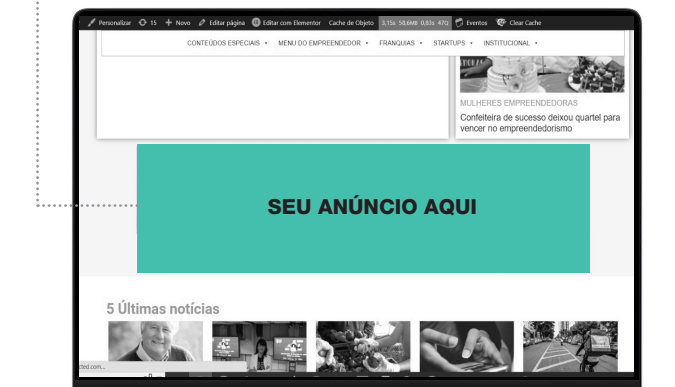 Personalizar 15 Novo Editar página Editar com Elementor Cache de Objeto 3,15s 58,6MB 0,83s 47Q Eventos Clear Cache
CONTEÚDOS ESPECIAIS MENU DO EMPREENDEDOR FRANQUIAS STARTUPS INSTITUCIONAL
MULHERES EMPREENDEDORAS
Confeiteira de sucesso deixou quartel para
vencer no empreendedorismo
SEU ANÚNCIO AQUI
5 Últimas notícias
cted.com...